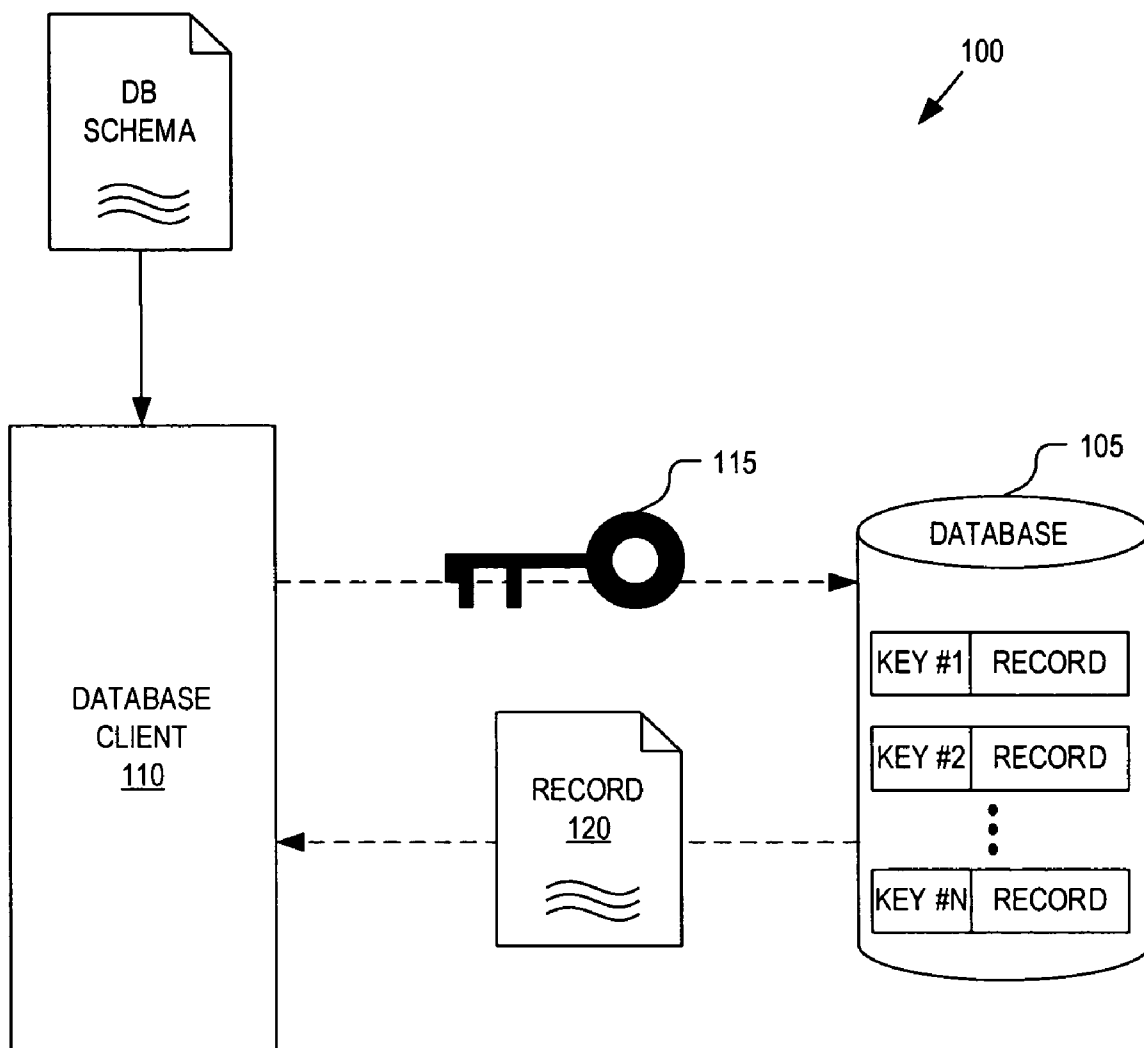 DB
SCHEMA
100
115
105
DATABASE
KEY #1 RECORD
DATABASE
CLIENT
110
KEY #2 RECORD
RECORD
120
KEY #N RECORD